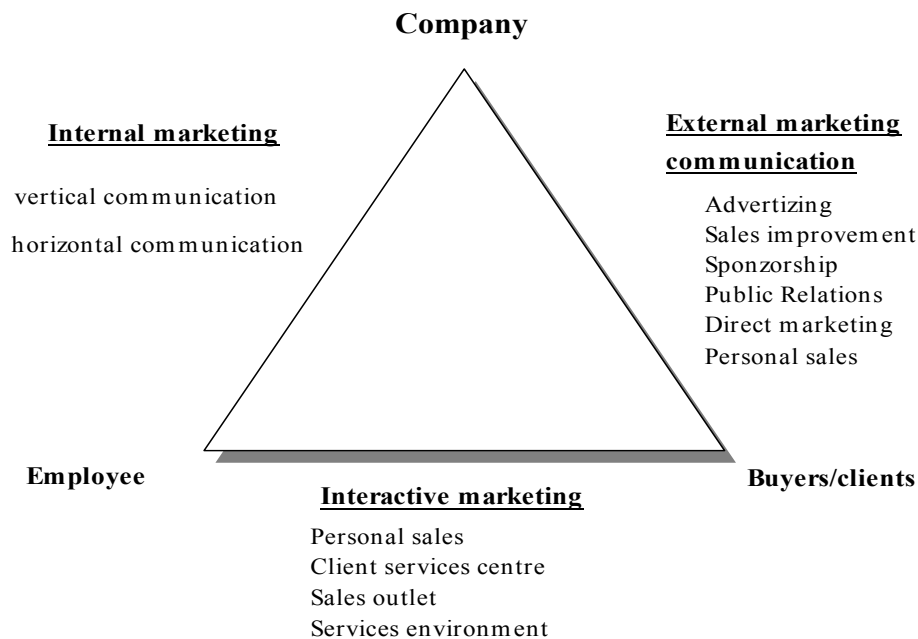 Company
Internal marketing
vertical communication
horizontal communication
External marketing
communication
Advertizing
Sales improvement
Sponzorship
Public Relations
Direct marketing
Personal sales
Employee
Buyers/clients
Interactive marketing
Personal sales
Client services centre
Sales outlet
Services environment